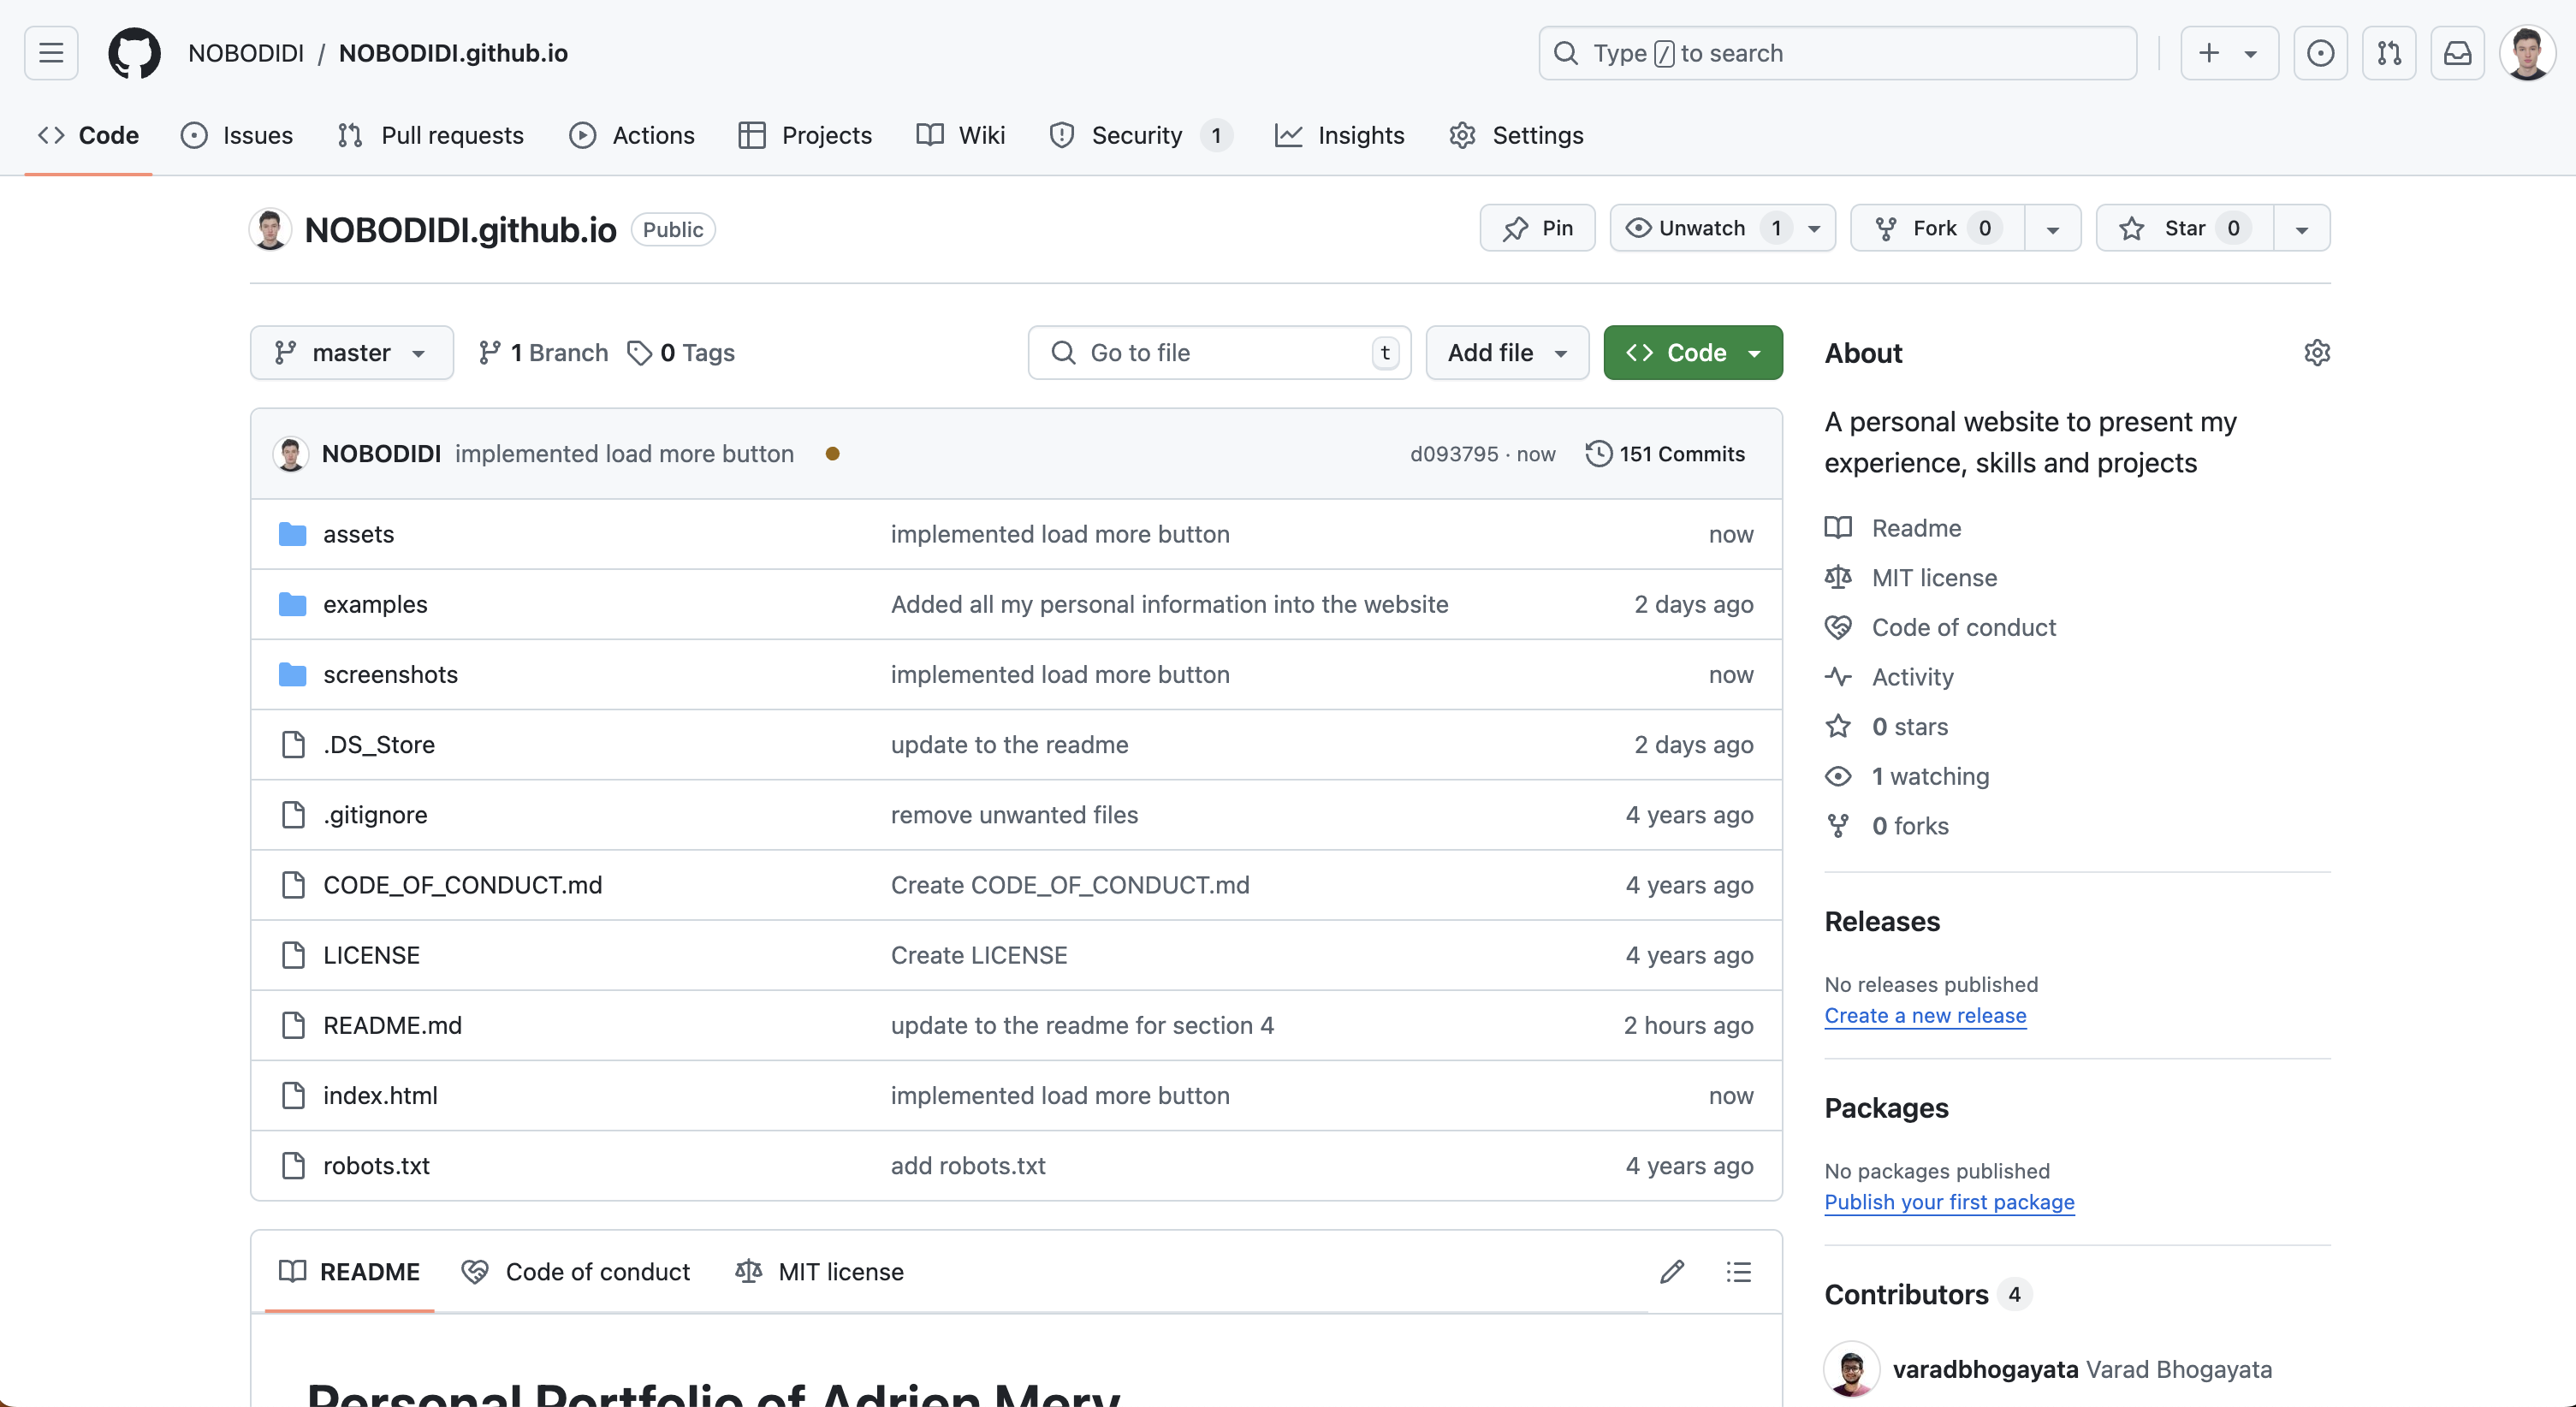 NOBODIDI / NOBODIDI.github.io
Type / to search
Code Issues Pull requests Actions Projects Wiki Security 1 Insights Settings
NOBODIDI.github.io Public
Pin Unwatch 1 Fork 0 Star 0
master 1 Branch 0 Tags
Go to file t Add file Code
NOBODIDI implemented load more button d093795 · now 151 Commits
assets implemented load more button now
examples Added all my personal information into the website 2 days ago
screenshots implemented load more button now
.DS_Store update to the readme 2 days ago
.gitignore remove unwanted files 4 years ago
CODE_OF_CONDUCT.md Create CODE_OF_CONDUCT.md 4 years ago
LICENSE Create LICENSE 4 years ago
README.md update to the readme for section 4 2 hours ago
index.html implemented load more button now
robots.txt add robots.txt 4 years ago
README Code of conduct MIT license
Personal Portfolio of Adrien Mery
About
A personal website to present my
experience, skills and projects
Readme
MIT license
Code of conduct
Activity
0 stars
1 watching
0 forks
Releases
No releases published
Create a new release
Packages
No packages published
Publish your first package
Contributors 4
varadbhogayata Varad Bhogayata